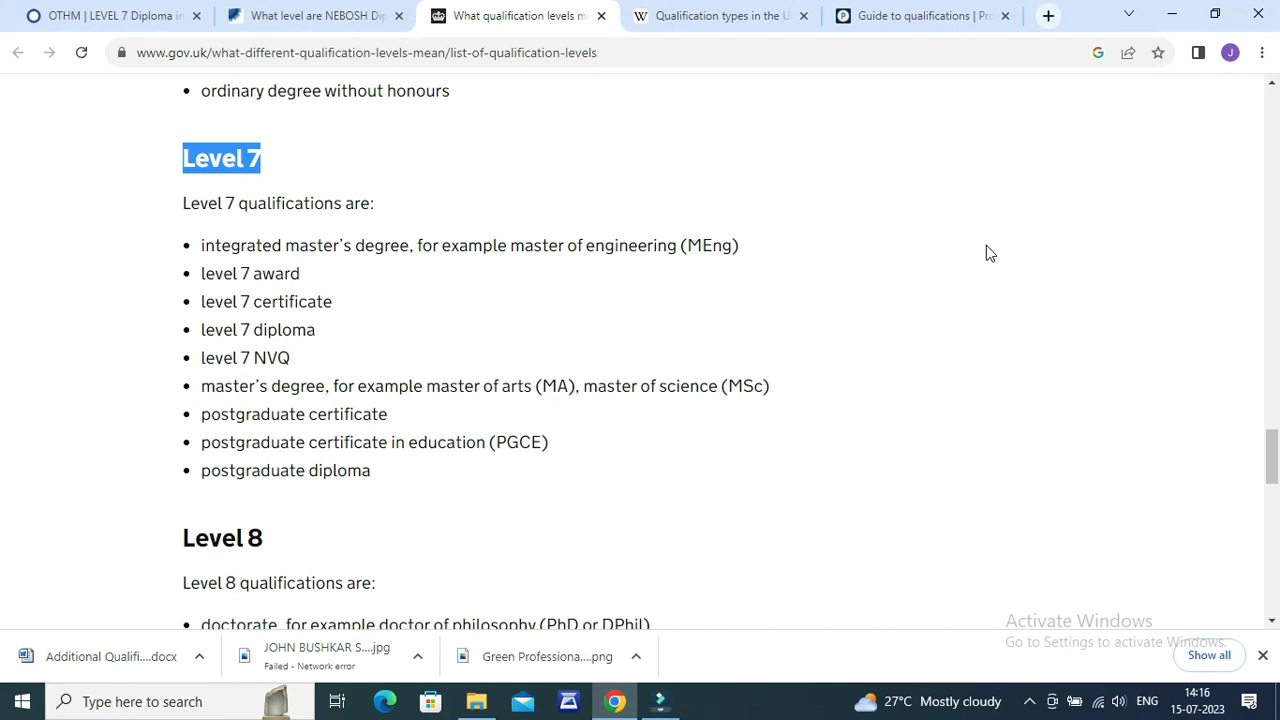 OTHM | LEVEL 7 Diploma
What level are NEBOSH Dip
What qualification levels m
Qualification types in the U
Guide to qualifications | Pro
www.gov.uk/what-different-qualification-levels-mean/list-of-qualification-levels
J
• ordinary degree without honours
Level 7
Level 7 qualifications are:
• integrated master's degree, for example master of engineering (MEng)
• level 7 award
• level 7 certificate
• level 7 diploma
• level 7 NVQ
• master's degree, for example master of arts (MA), master of science (MSc)
• postgraduate certificate
• postgraduate certificate in education (PGCE)
• postgraduate diploma
Level 8
Level 8 qualifications are:
• doctorate, for example doctor of philosophy (PhD or DPhil)
Activate Windows
Go to Settings to activate Windows.
Additional Qualifi....docx
JOHN BUSHKAR S....jpg
Failed - Network error
Green Professiona....png
Show all
Type here to search
27°C Mostly cloudy
ENG
14:16
15-07-2023